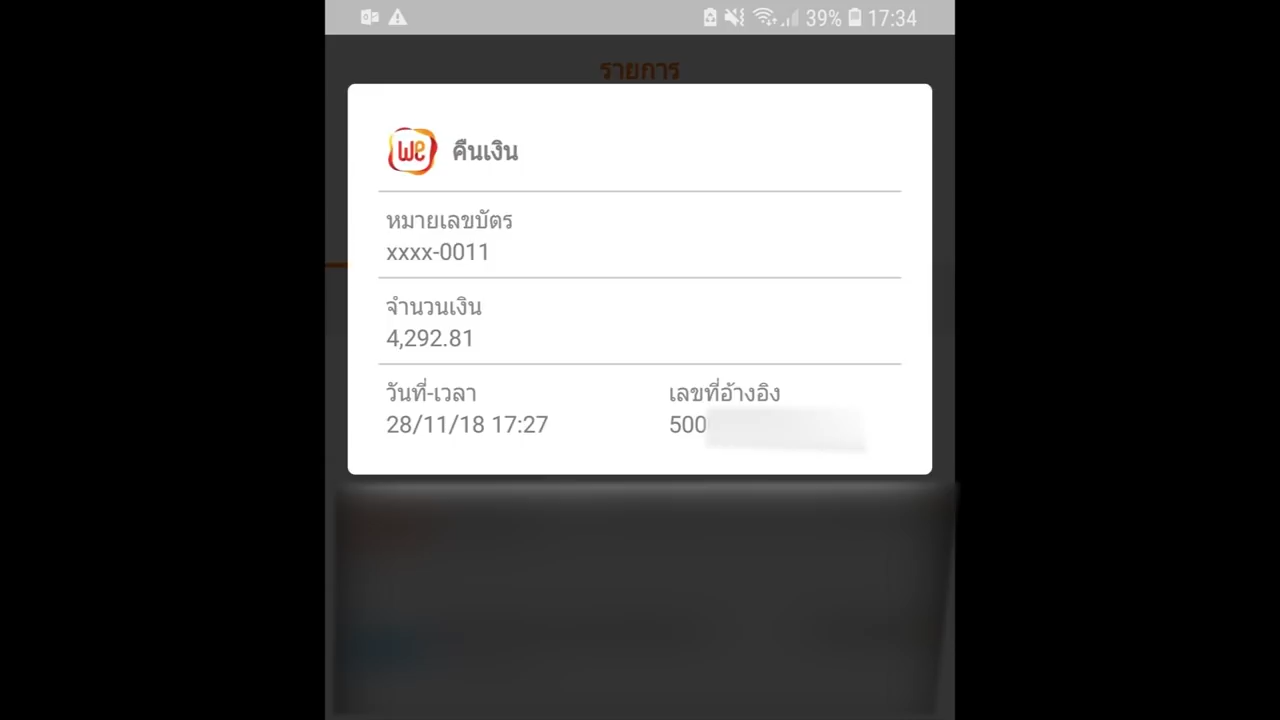 39% 17:34
รายการ
we คืนเงิน
หมายเลขบัตร
xxxx-0011
จำนวนเงิน
4,292.81
วันที่-เวลา เลขที่อ้างอิง
28/11/18 17:27 500